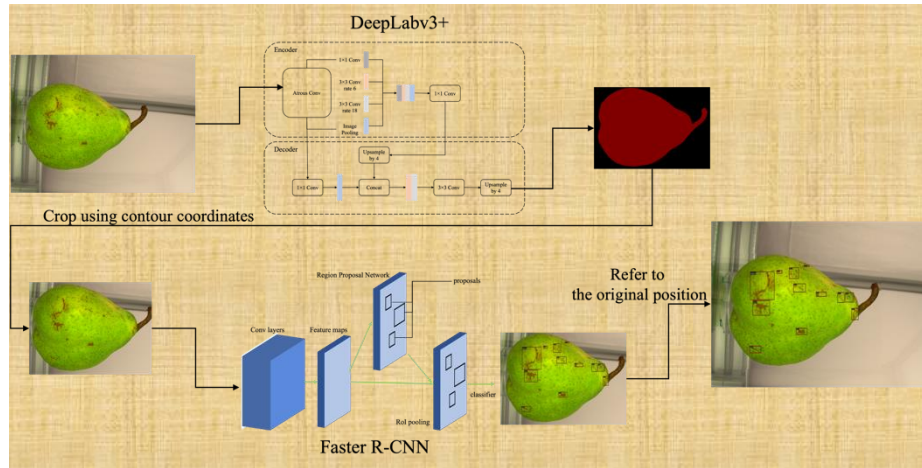 DeepLabv3+
Encoder
1×1 Conv
3×3 Conv
rate 6
Atrous Conv
1×1 Conv
3×3 Conv
rate 18
Image
Pooling
Decoder
Upsample
by 4
1×1 Conv
Concat
3×3 Conv
Upsample
by 4
Crop using contour coordinates
Refer to
the original position
Region Proposal Network
proposals
Conv layers
Feature maps
classifier
RoI pooling
Faster R-CNN